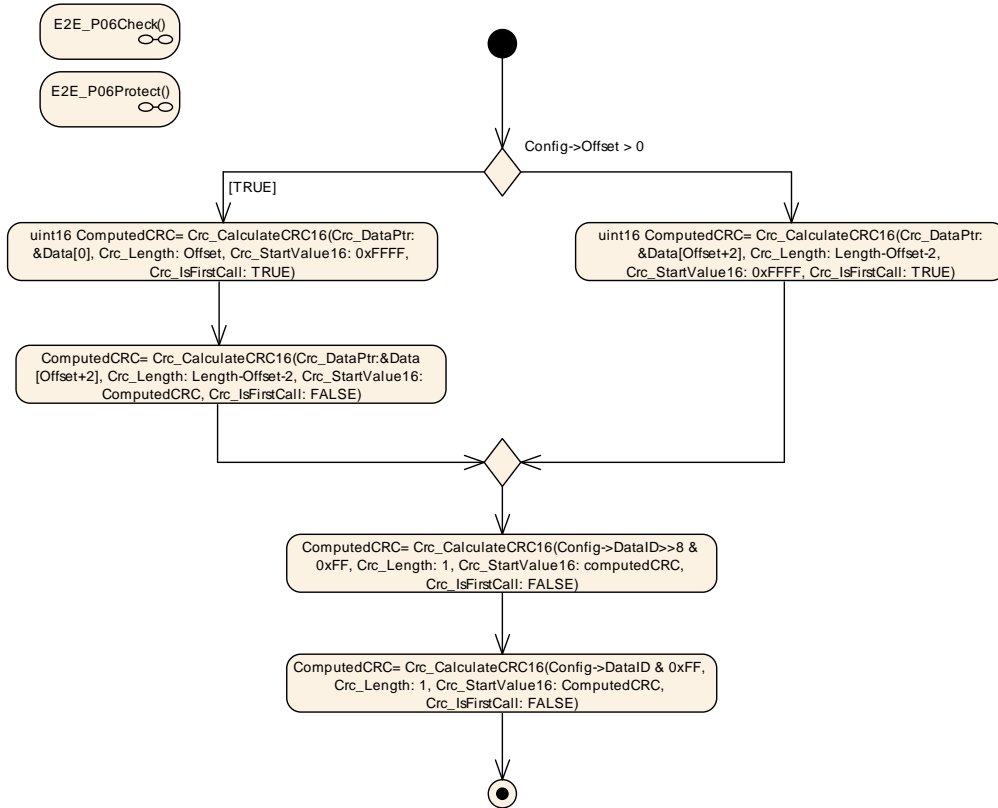 E2E_P06Check()
E2E_P06Protect()
Config->Offset > 0
[TRUE]
uint16 ComputedCRC= Crc_CalculateCRC16(Crc_DataPtr:
&Data[0], Crc_Length: Offset, Crc_StartValue16: 0xFFFF,
Crc_IsFirstCall: TRUE)
uint16 ComputedCRC= Crc_CalculateCRC16(Crc_DataPtr:
&Data[Offset+2], Crc_Length: Length-Offset-2,
Crc_StartValue16: 0xFFFF, Crc_IsFirstCall: TRUE)
ComputedCRC= Crc_CalculateCRC16(Crc_DataPtr:&Data
[Offset+2], Crc_Length: Length-Offset-2, Crc_StartValue16:
ComputedCRC, Crc_IsFirstCall: FALSE)
ComputedCRC= Crc_CalculateCRC16(Config->DataID>>8 &
0xFF, Crc_Length: 1, Crc_StartValue16: computedCRC,
Crc_IsFirstCall: FALSE)
ComputedCRC= Crc_CalculateCRC16(Config->DataID & 0xFF,
Crc_Length: 1, Crc_StartValue16: ComputedCRC,
Crc_IsFirstCall: FALSE)